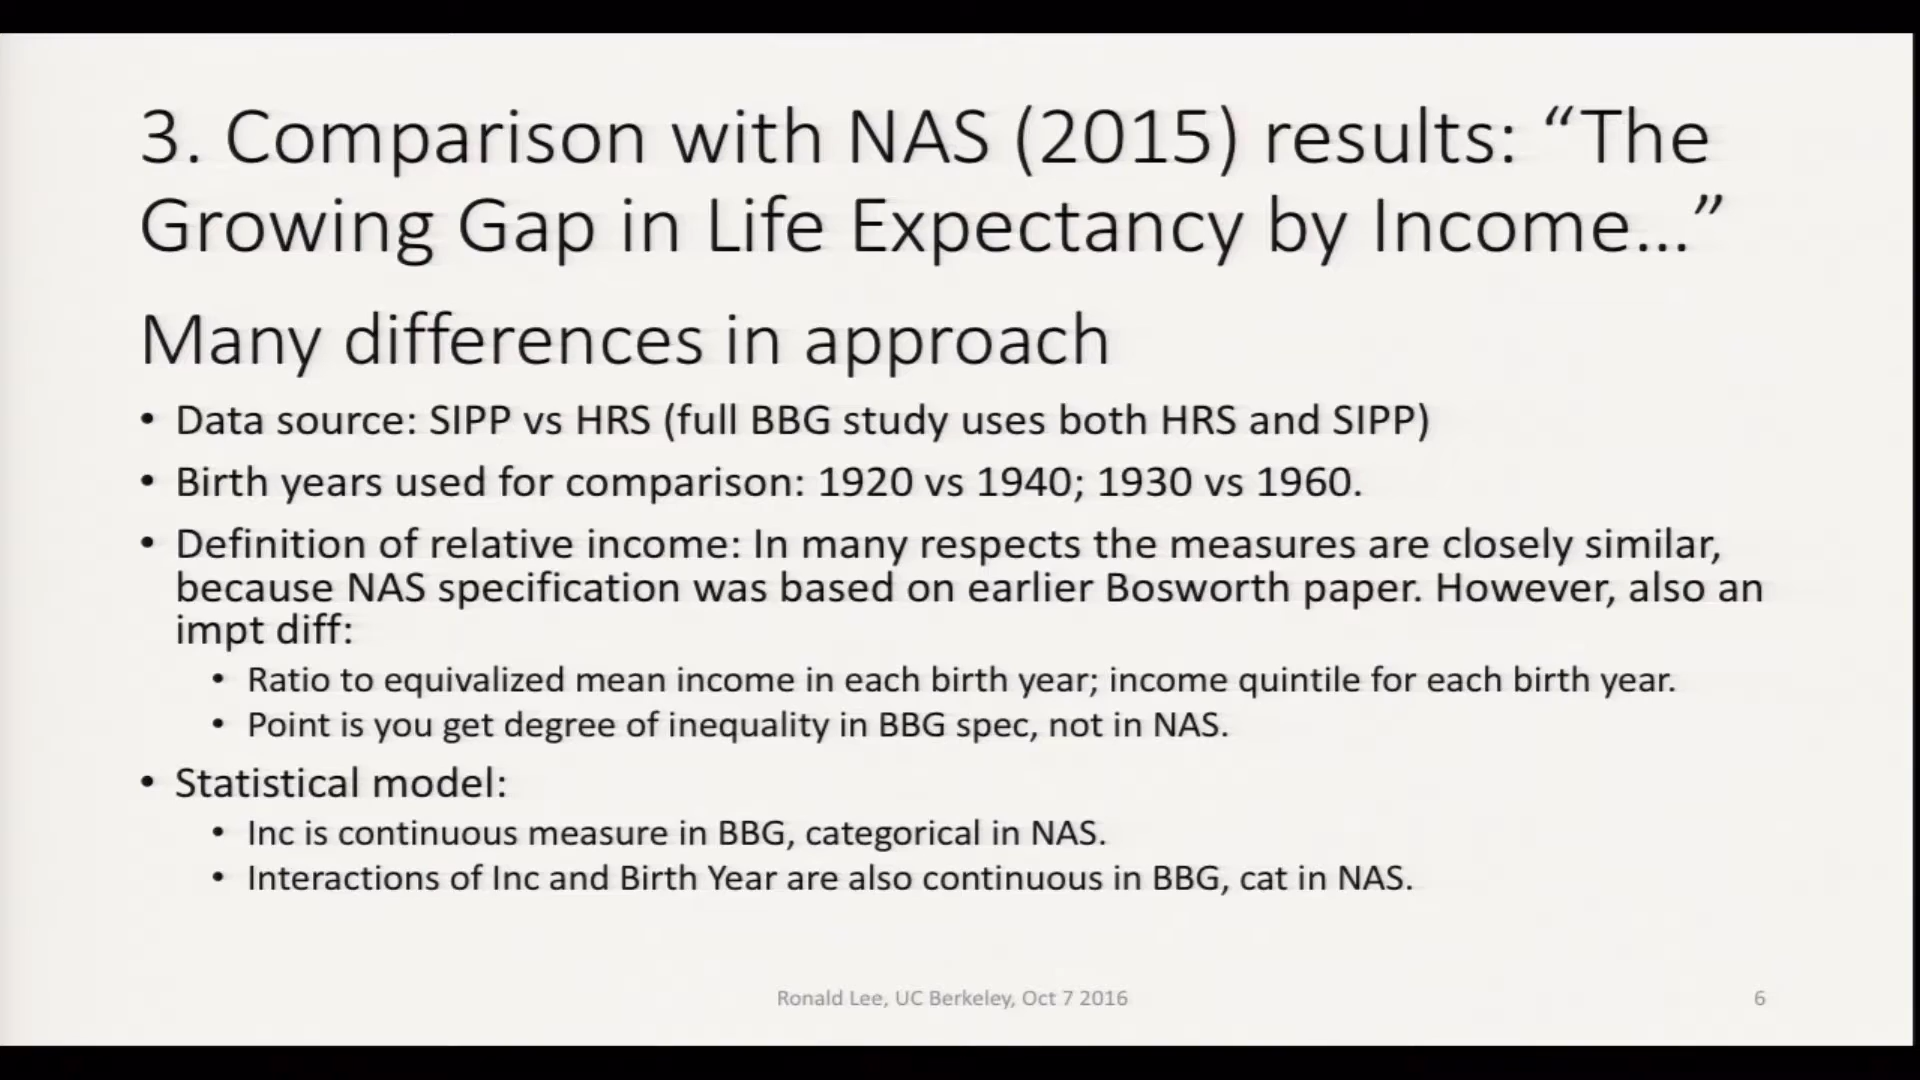 3. Comparison with NAS (2015) results: “The
Growing Gap in Life Expectancy by Income…”
Many differences in approach
• Data source: SIPP vs HRS (full BBG study uses both HRS and SIPP)
• Birth years used for comparison: 1920 vs 1940; 1930 vs 1960.
• Definition of relative income: In many respects the measures are closely similar,
because NAS specification was based on earlier Bosworth paper. However, also an
impt diff:
• Ratio to equivalized mean income in each birth year; income quintile for each birth year.
• Point is you get degree of inequality in BBG spec, not in NAS.
• Statistical model:
• Inc is continuous measure in BBG, categorical in NAS.
• Interactions of Inc and Birth Year are also continuous in BBG, cat in NAS.
Ronald Lee, UC Berkeley, Oct 7 2016
6